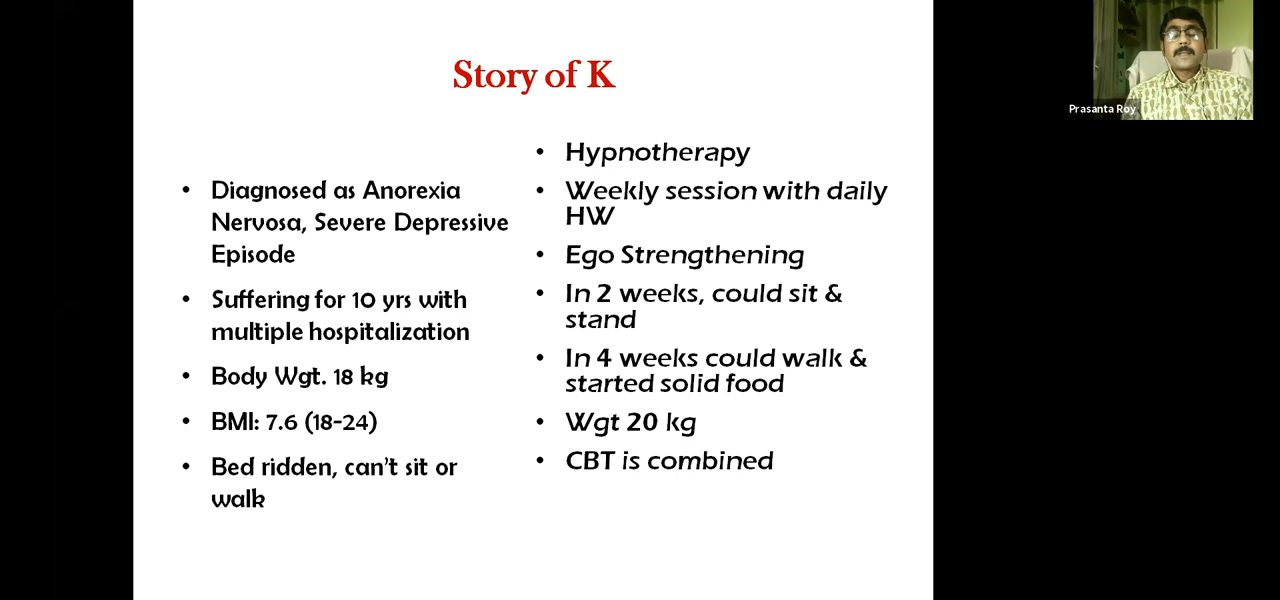 Story of K
Diagnosed as Anorexia
Nervosa, Severe Depressive
Episode
Suffering for 10 yrs with
multiple hospitalization
Body Wgt. 18 kg
BMI: 7.6 (18-24)
Bed ridden, can't sit or
walk
Hypnotherapy
Weekly session with daily
HW
Ego Strengthening
In 2 weeks, could sit &
stand
In 4 weeks could walk &
started solid food
Wgt 20 kg
CBT is combined
Prasanta Roy